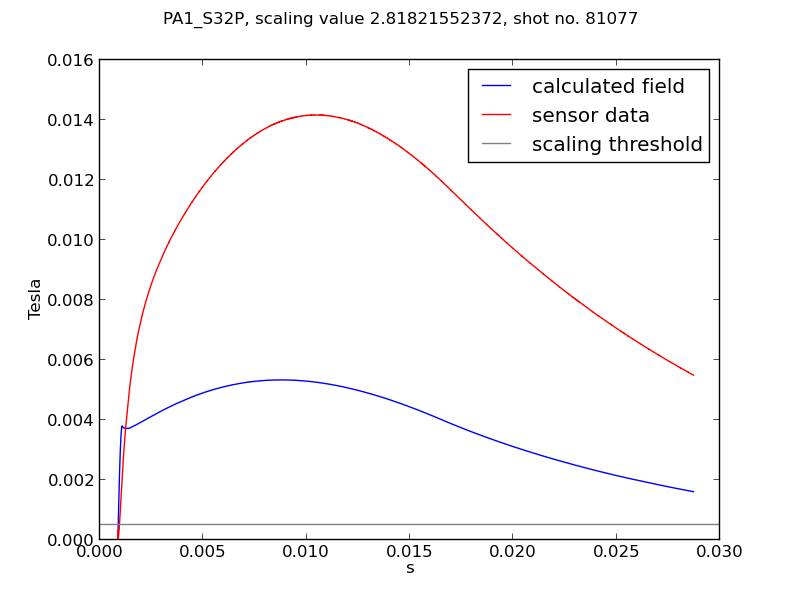 PA1_S32P, scaling value 2.81821552372, shot no. 81077
0.016
0.014
0.012
0.010
0.008
0.006
0.004
0.002
0.000
Tesla
calculated field
sensor data
scaling threshold
0.000 0.005 0.010 0.015 0.020 0.025 0.030
s